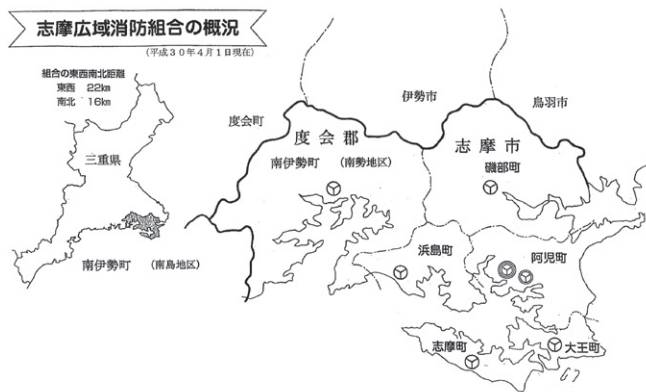 志摩広域消防組合の概況
(平成30年4月1日現在)
組合の東西南北距離
東西 22km
南北 16km
三重県
南伊勢町 (南島地区)
度会町
伊勢市
鳥羽市
度会郡
南伊勢町 (南勢地区)
志摩市
磯部町
浜島町
阿児町
志摩町
大王町
67